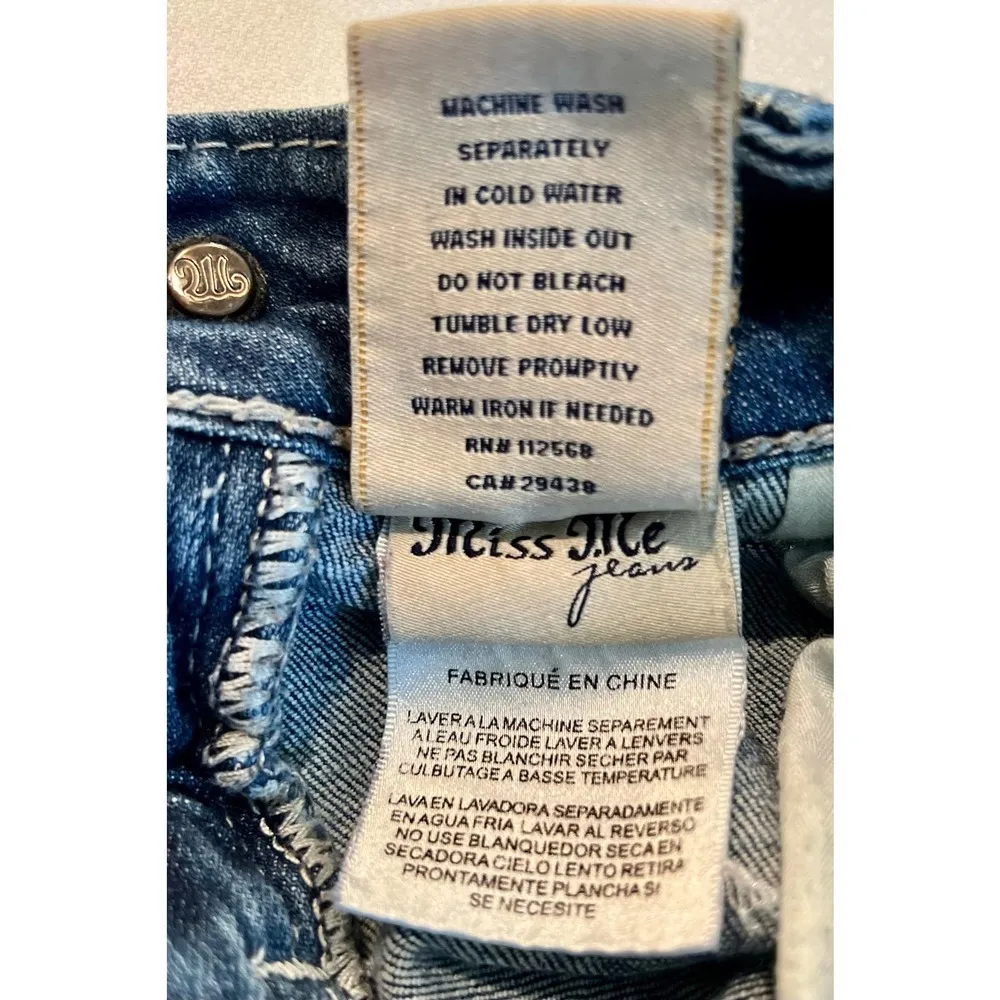 MACHINE WASH
SEPARATELY
IN COLD WATER
WASH INSIDE OUT
DO NOT BLEACH
TUMBLE DRY LOW
REMOVE PROMPTLY
WARM IRON IF NEEDED
RN# 112568
CA# 29438
Miss Me
jeans
FABRIQUÉ EN CHINE
LAVER A LA MACHINE SEPAREMENT
A LEAU FROIDE LAVER A LENVERS
NE PAS BLANCHIR SECHER PAR
CULBUTAGE A BASSE TEMPERATURE
LAVA EN LAVADORA SEPARADAMENTE
EN AGUA FRIA LAVAR AL REVERSO
NO USE BLANQUEDOR SECA EN
SECADORA CIELO LENTO RETIRA
PRONTAMENTE PLANCHA SI
SE NECESITE
M